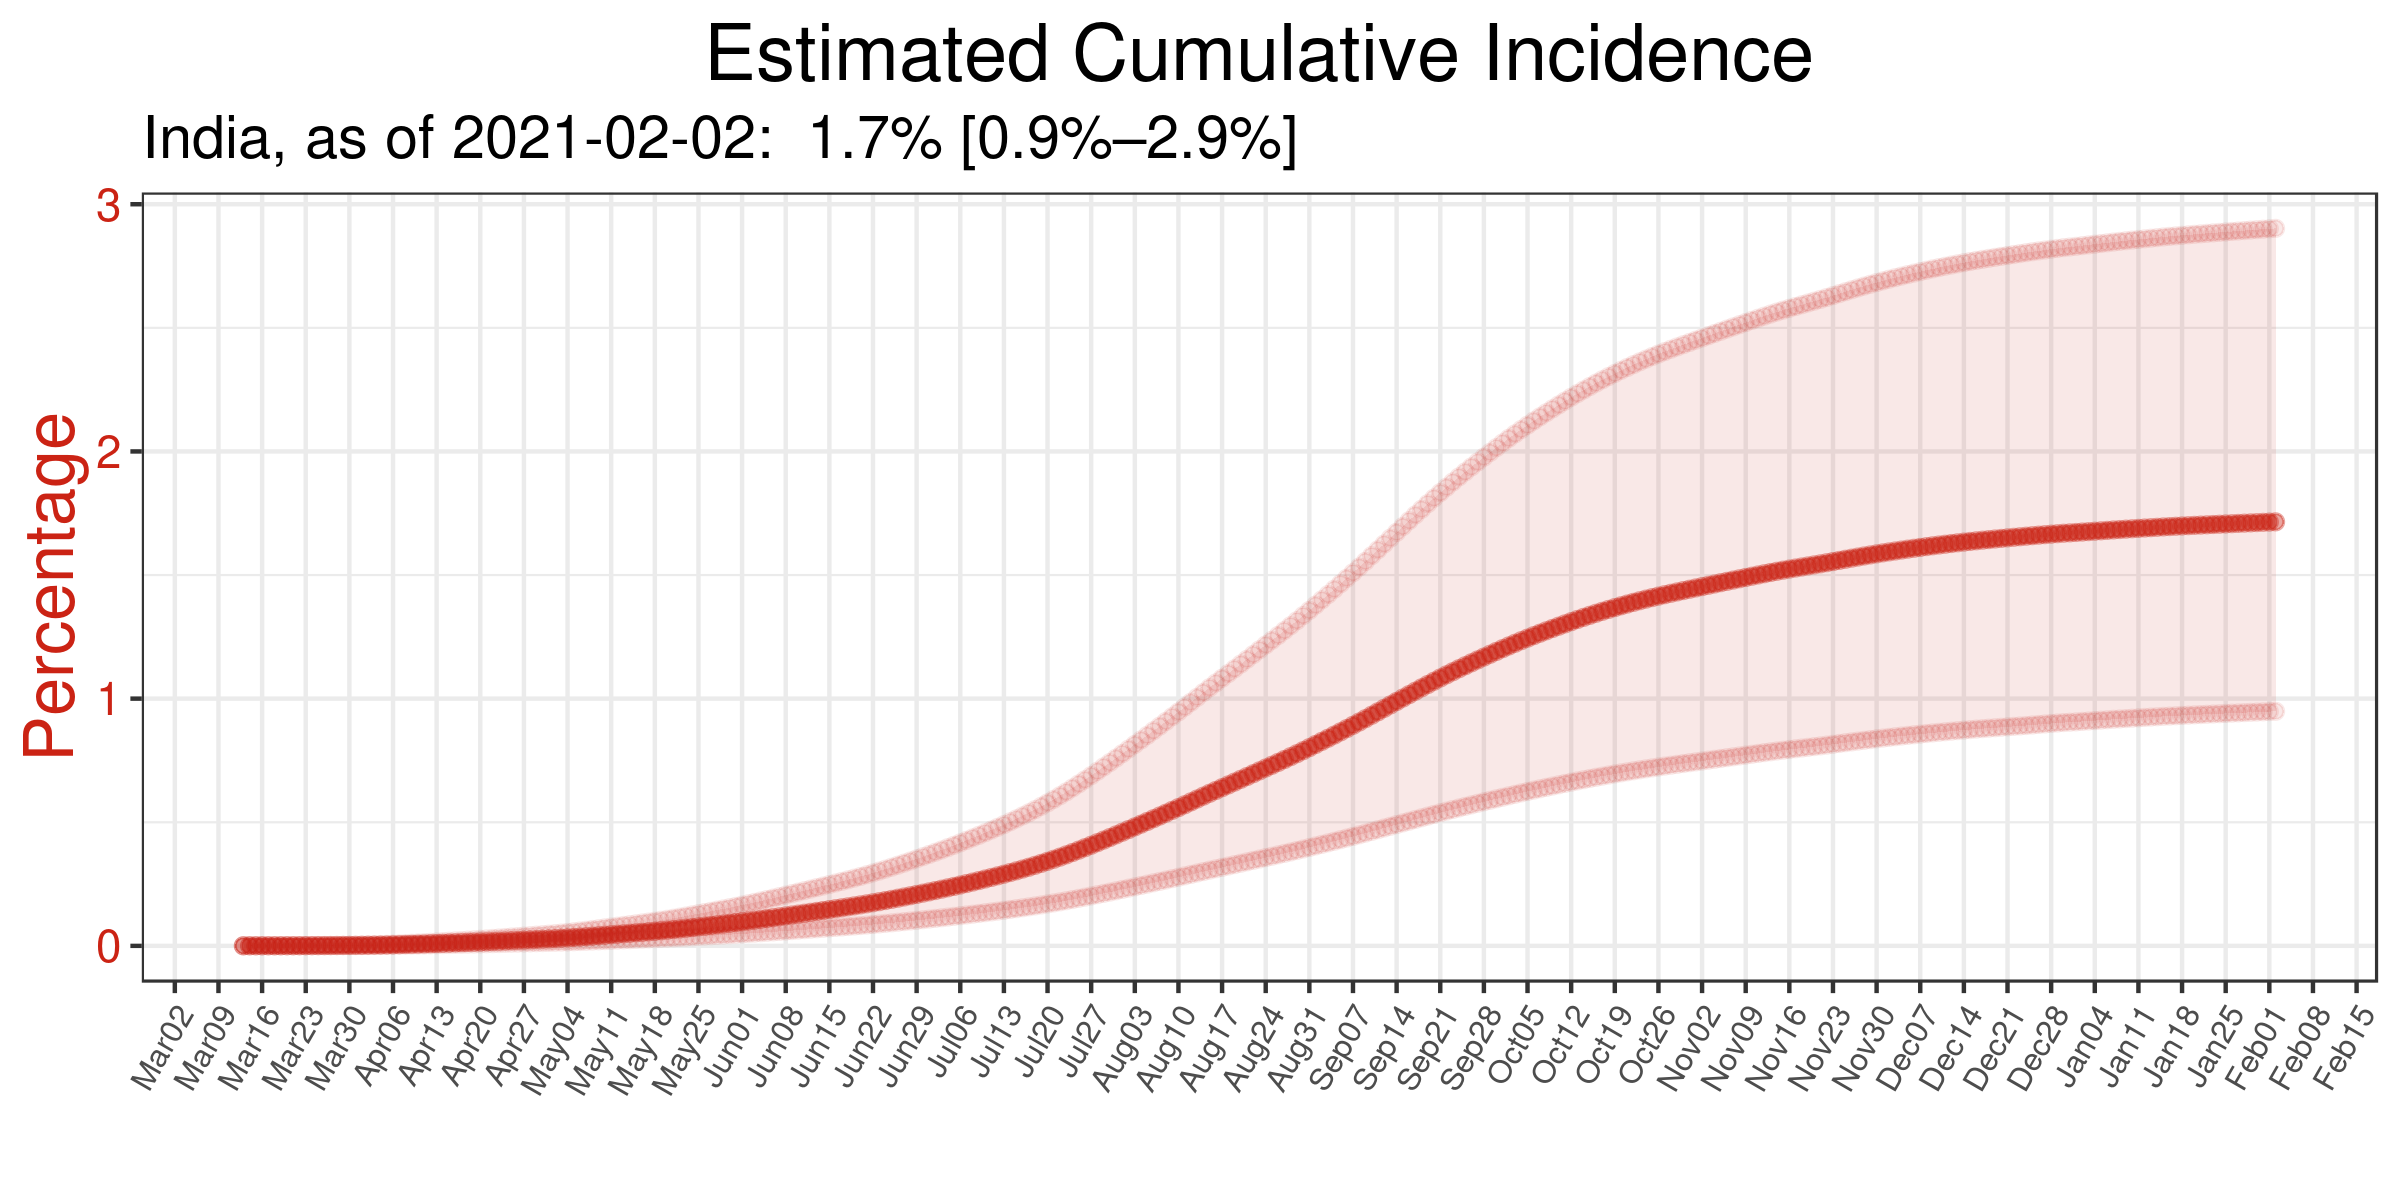 Estimated Cumulative Incidence
India, as of 2021-02-02:  1.7% [0.9%–2.9%]
Percentage
3
2
1
0
Mar02 Mar09 Mar16 Mar23 Mar30 Apr06 Apr13 Apr20 Apr27 May04 May11 May18 May25 Jun01 Jun08 Jun15 Jun22 Jun29 Jul06 Jul13 Jul20 Jul27 Aug03 Aug10 Aug17 Aug24 Aug31 Sep07 Sep14 Sep21 Sep28 Oct05 Oct12 Oct19 Oct26 Nov02 Nov09 Nov16 Nov23 Nov30 Dec07 Dec14 Dec21 Dec28 Jan04 Jan11 Jan18 Jan25 Feb01 Feb08 Feb15